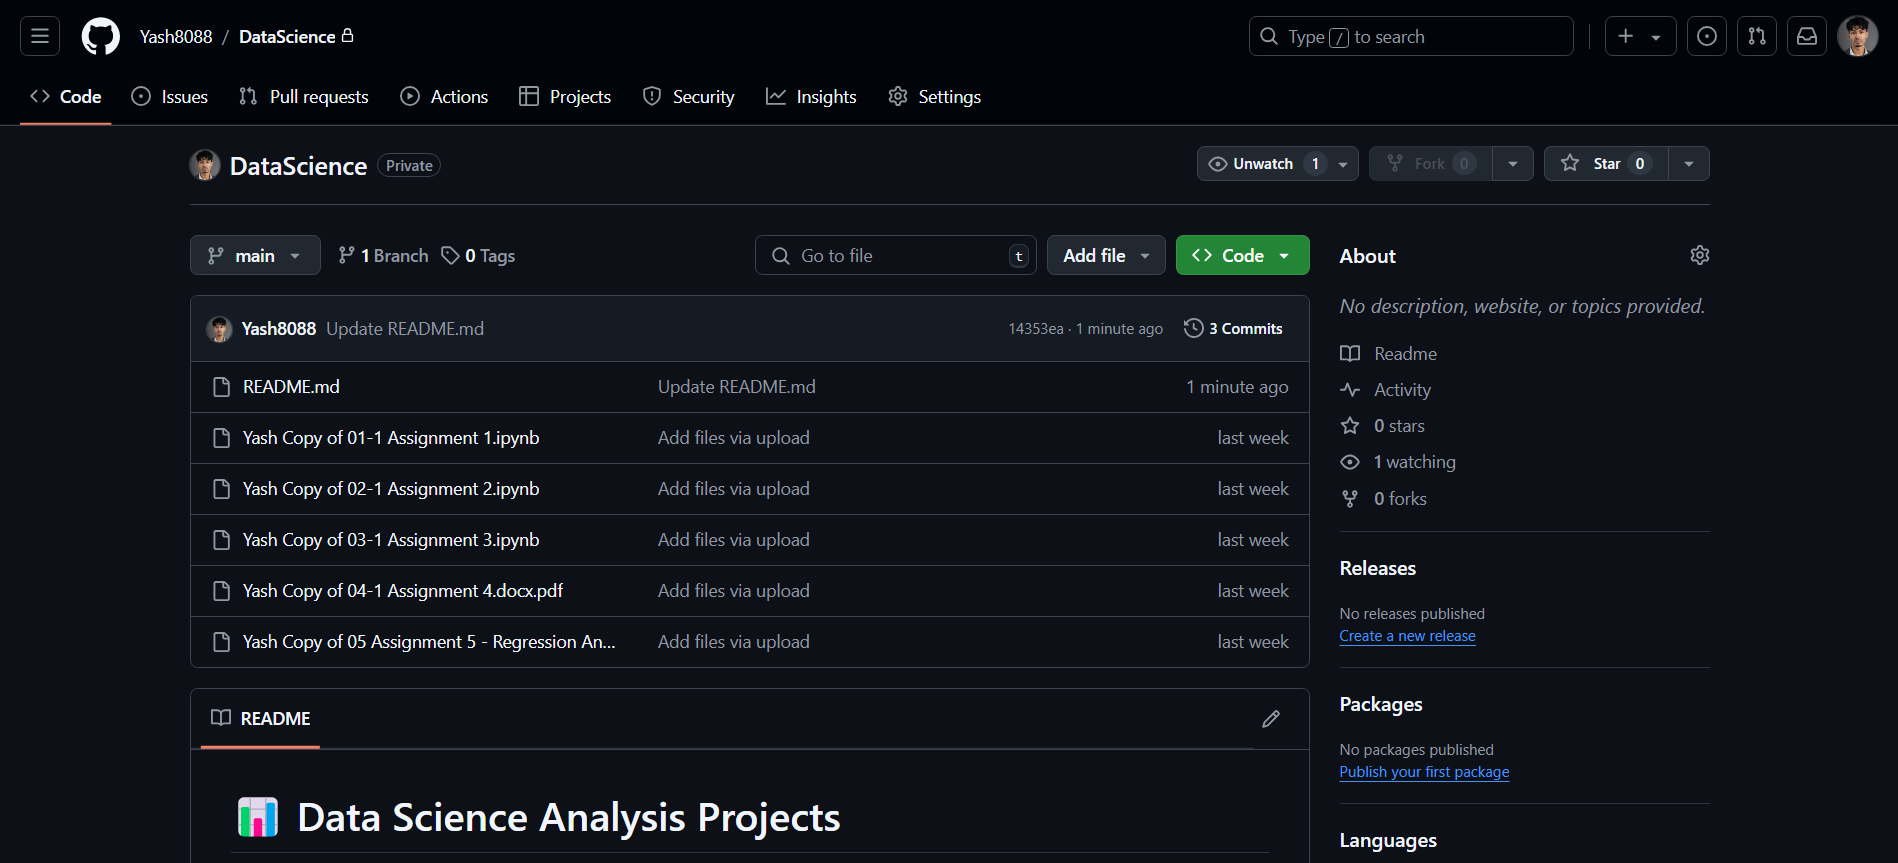 Yash8088 / DataScience
Type / to search
Code Issues Pull requests Actions Projects Security Insights Settings
DataScience Private
Unwatch 1 Fork 0 Star 0
main 1 Branch 0 Tags
Go to file t Add file Code
Yash8088 Update README.md 14353ea · 1 minute ago 3 Commits
README.md Update README.md 1 minute ago
Yash Copy of 01-1 Assignment 1.ipynb Add files via upload last week
Yash Copy of 02-1 Assignment 2.ipynb Add files via upload last week
Yash Copy of 03-1 Assignment 3.ipynb Add files via upload last week
Yash Copy of 04-1 Assignment 4.docx.pdf Add files via upload last week
Yash Copy of 05 Assignment 5 - Regression An... Add files via upload last week
README
Data Science Analysis Projects
About
No description, website, or topics provided.
Readme
Activity
0 stars
1 watching
0 forks
Releases
No releases published
Create a new release
Packages
No packages published
Publish your first package
Languages